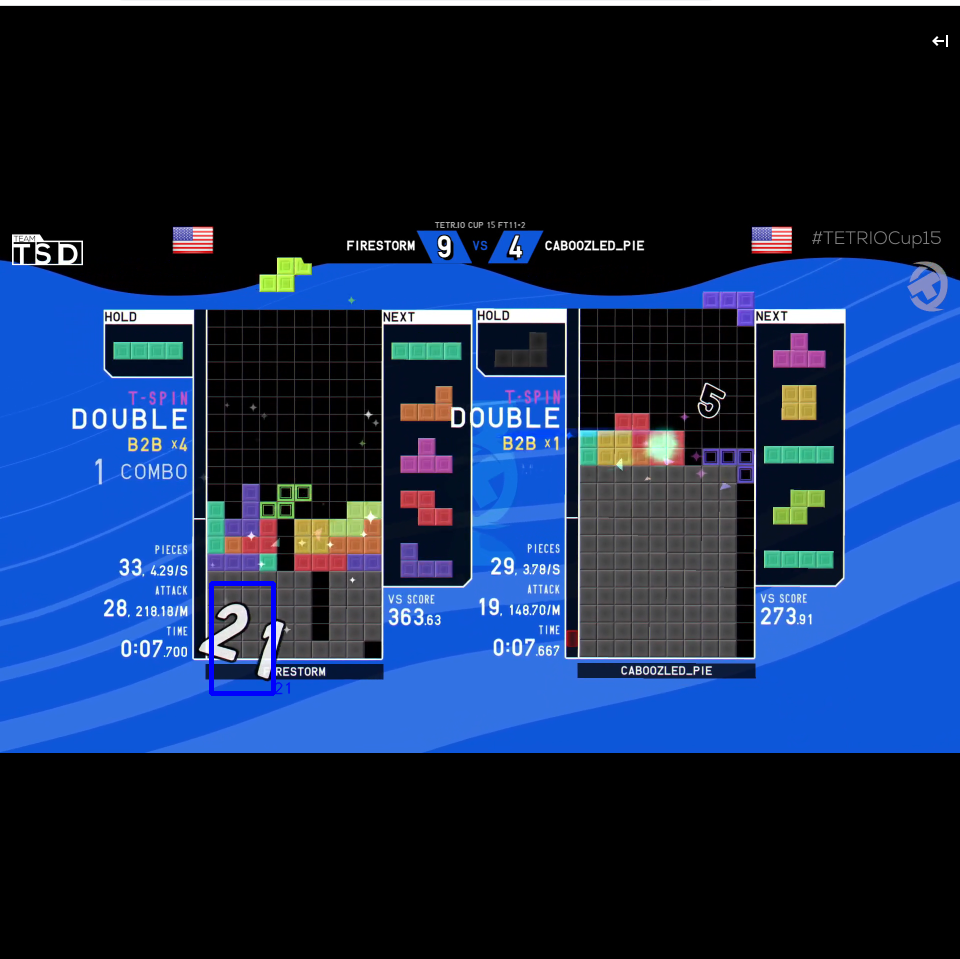 TEAM
TSD
TETR.IO CUP 15 FT11-2
FIRESTORM 9 VS 4 CABOOZLED_PIE
#TETRIOCup15
HOLD
NEXT
T-SPIN
DOUBLE
B2B ×4
1 COMBO
PIECES
33, 4.29/S
ATTACK
28, 218.18/M
TIME
0:07.700
VS SCORE
363.63
21
21
FIRESTORM
HOLD
NEXT
T-SPIN
DOUBLE
B2B ×1
5
PIECES
29, 3.78/S
ATTACK
19, 148.70/M
TIME
0:07.667
VS SCORE
273.91
CABOOZLED_PIE